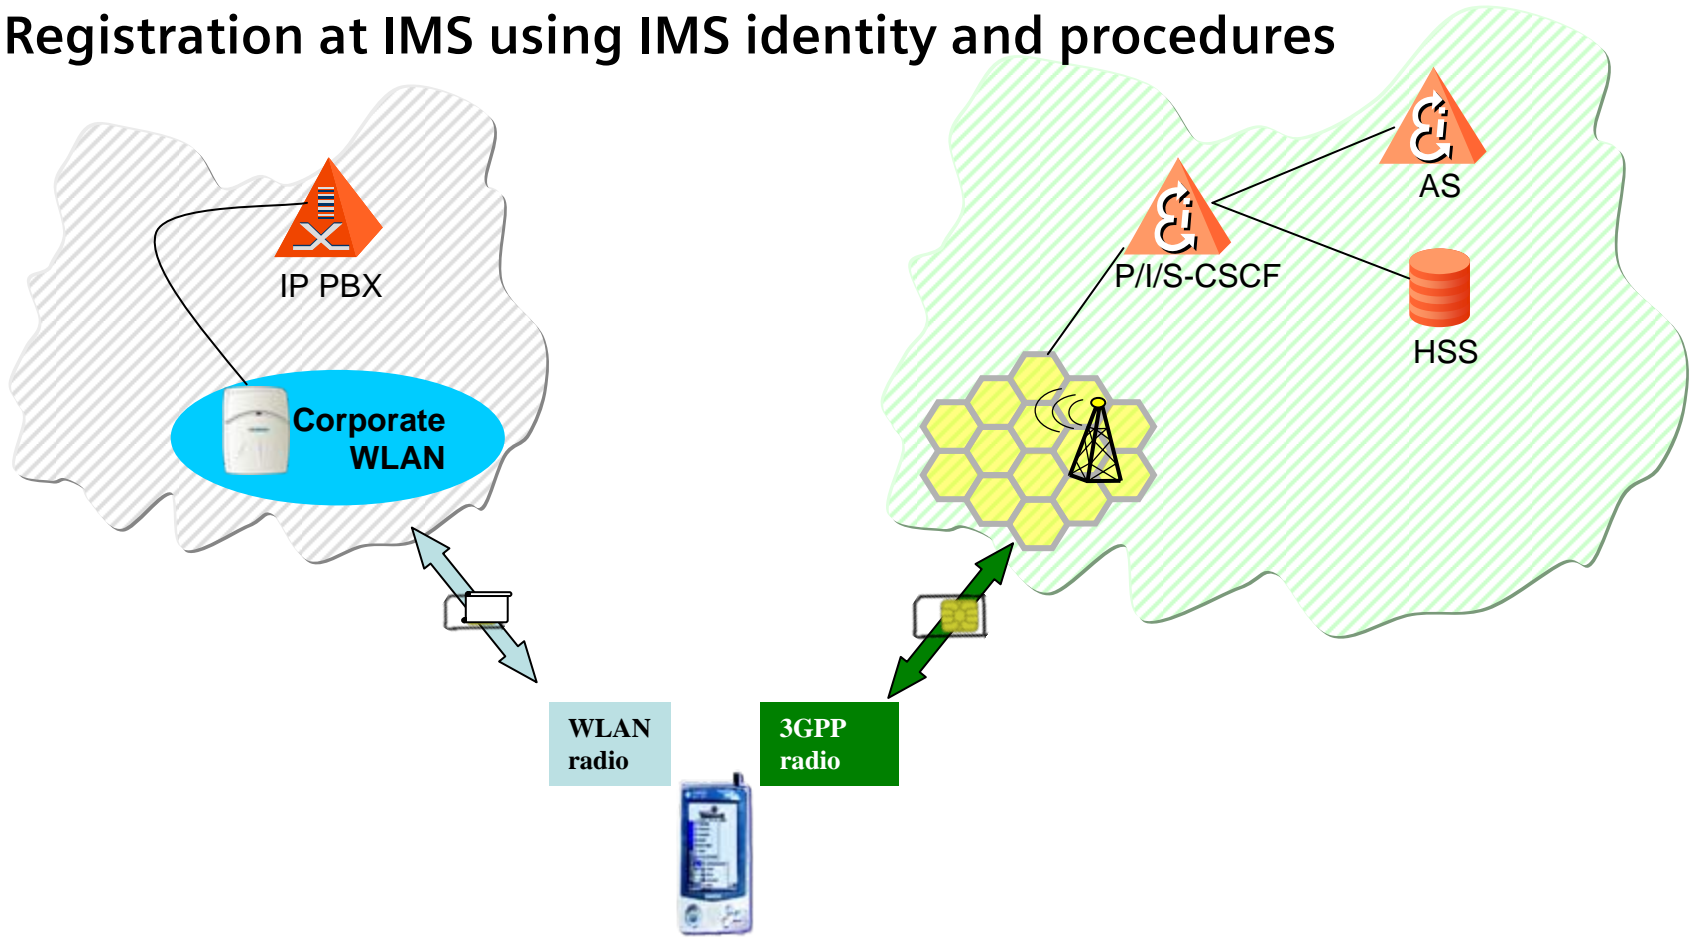 Registration at IMS using IMS identity and procedures
AS
IP PBX
P/I/S-CSCF
HSS
Corporate
WLAN
WLAN
radio
3GPP
radio